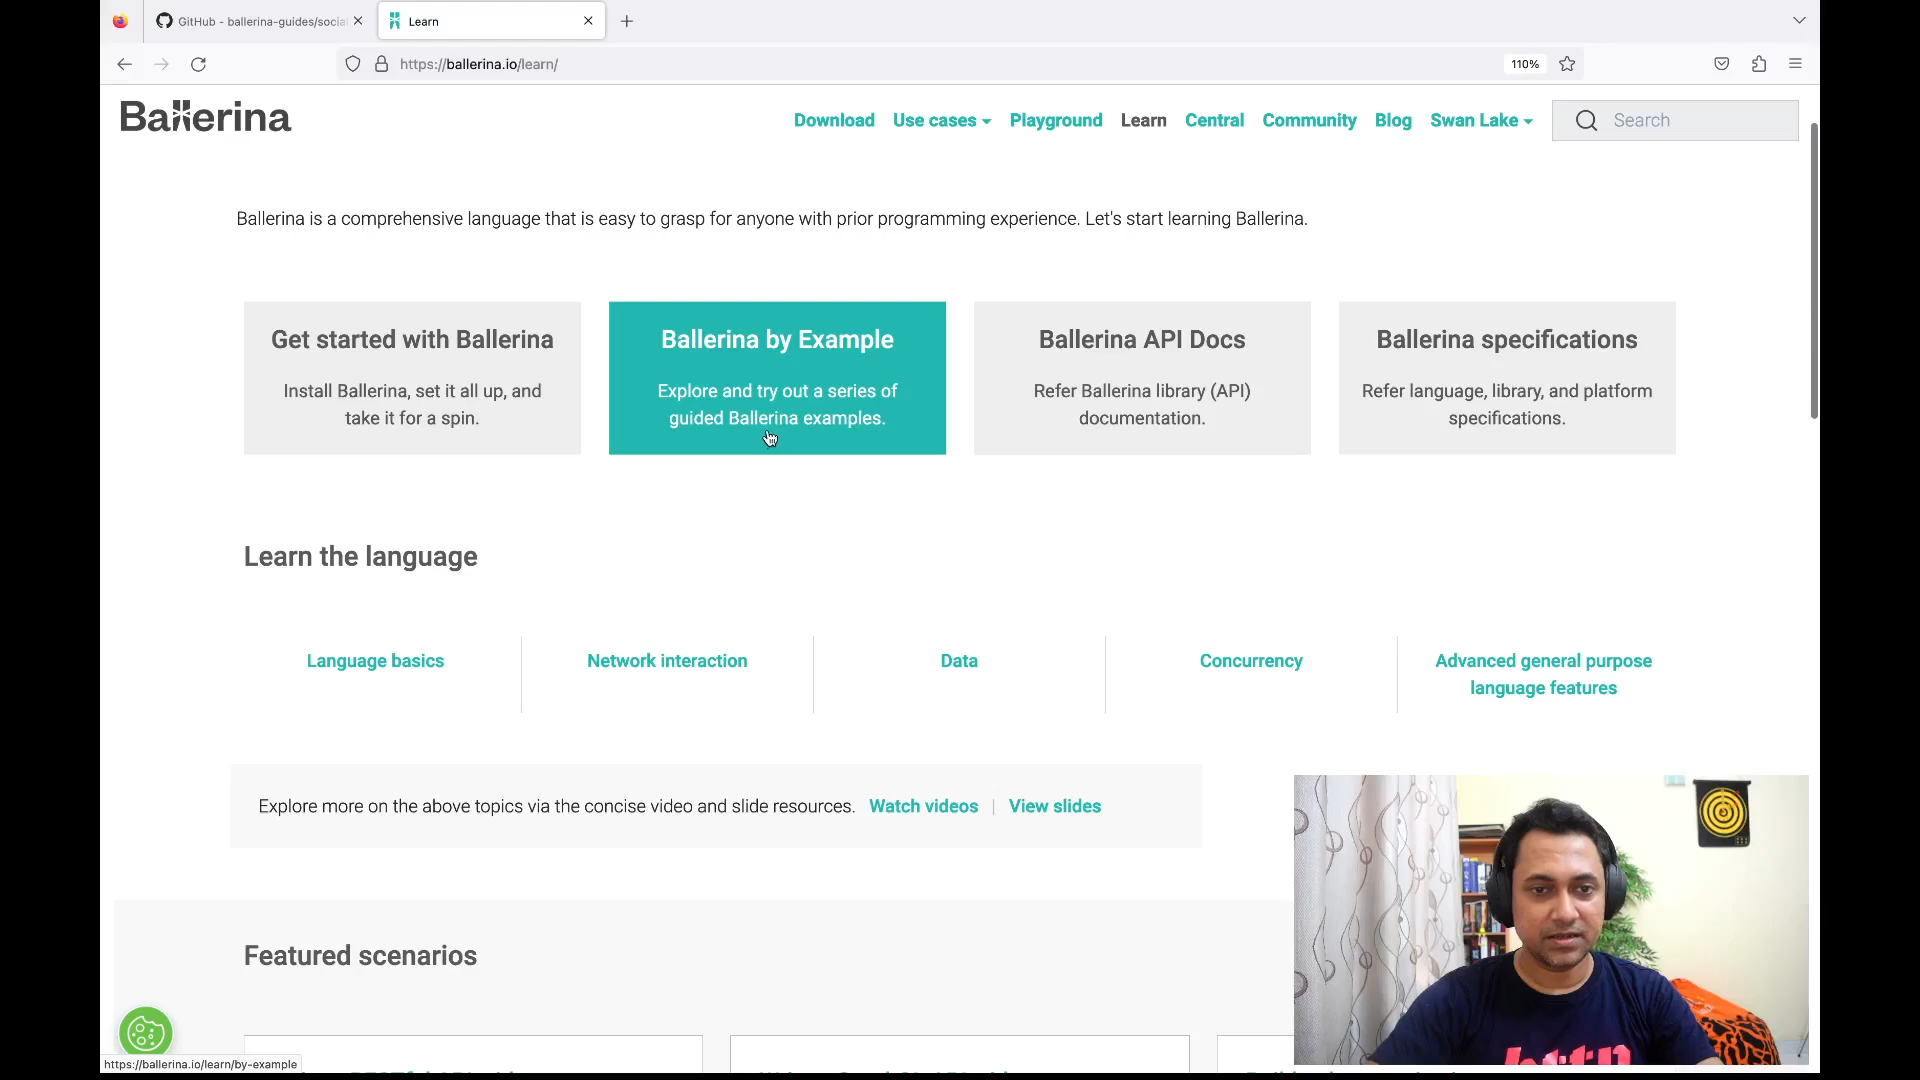 GitHub - ballerina-guides/social
Learn
https://ballerina.io/learn/
110%
Ballerina
Download
Use cases
Playground
Learn
Central
Community
Blog
Swan Lake
Search
Ballerina is a comprehensive language that is easy to grasp for anyone with prior programming experience. Let's start learning Ballerina.
Get started with Ballerina
Install Ballerina, set it all up, and
take it for a spin.
Ballerina by Example
Explore and try out a series of
guided Ballerina examples.
Ballerina API Docs
Refer Ballerina library (API)
documentation.
Ballerina specifications
Refer language, library, and platform
specifications.
Learn the language
Language basics
Network interaction
Data
Concurrency
Advanced general purpose
language features
Explore more on the above topics via the concise video and slide resources. Watch videos | View slides
Featured scenarios
https://ballerina.io/learn/by-example